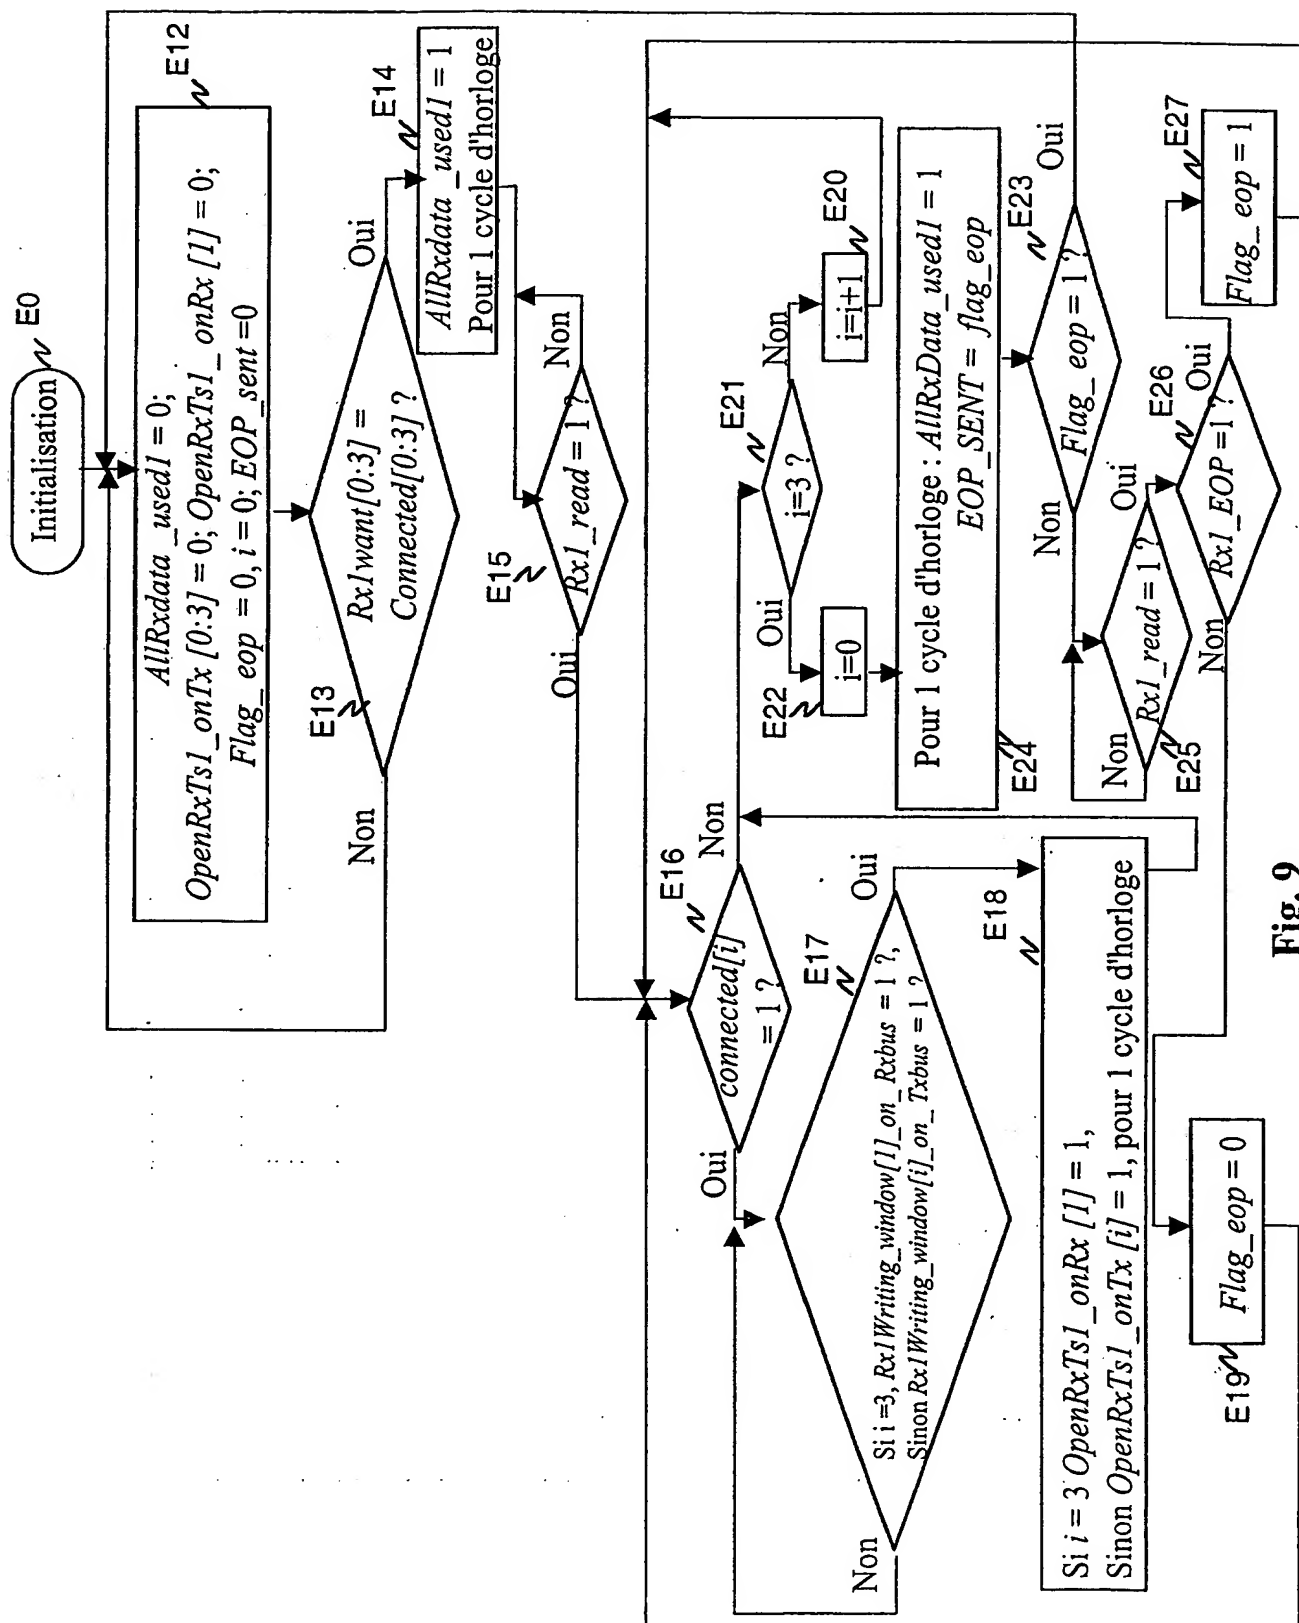 Initialisation
E0
E12
AllRxdata_used1 = 0;
OpenRxTs1_onTx [0:3] = 0; OpenRxTs1_onRx [1] = 0;
Flag_eop = 0, i = 0; EOP_sent =0
E13
Rx1want[0:3] =
Connected[0:3] ?
Non
Oui
E14
AllRxdata_used1 = 1
Pour 1 cycle d'horloge
E15
Rx1_read = 1 ?
Oui
Non
E16
connected[i]
= 1 ?
Oui
Non
E17
Si i =3, Rx1Writing_window[1]_on_Rxbus = 1 ?,
Sinon Rx1Writing_window[i]_on_Txbus = 1 ?
Non
Oui
E18
Si i = 3 OpenRxTs1_onRx [1] = 1,
Sinon OpenRxTs1_onTx [i] = 1, pour 1 cycle d'horloge
E19
Flag_eop = 0
E21
i=3 ?
Oui
Non
E20
i=i+1
E22
i=0
Pour 1 cycle d'horloge : AllRxData_used1 = 1
EOP_SENT = flag_eop
E24
E23
Flag_eop = 1 ?
Non
Oui
Rx1_read = 1 ?
E25
Non
Oui
E26
Rx1_EOP =1 ?
Non
Oui
E27
Flag_eop = 1
Fig. 9